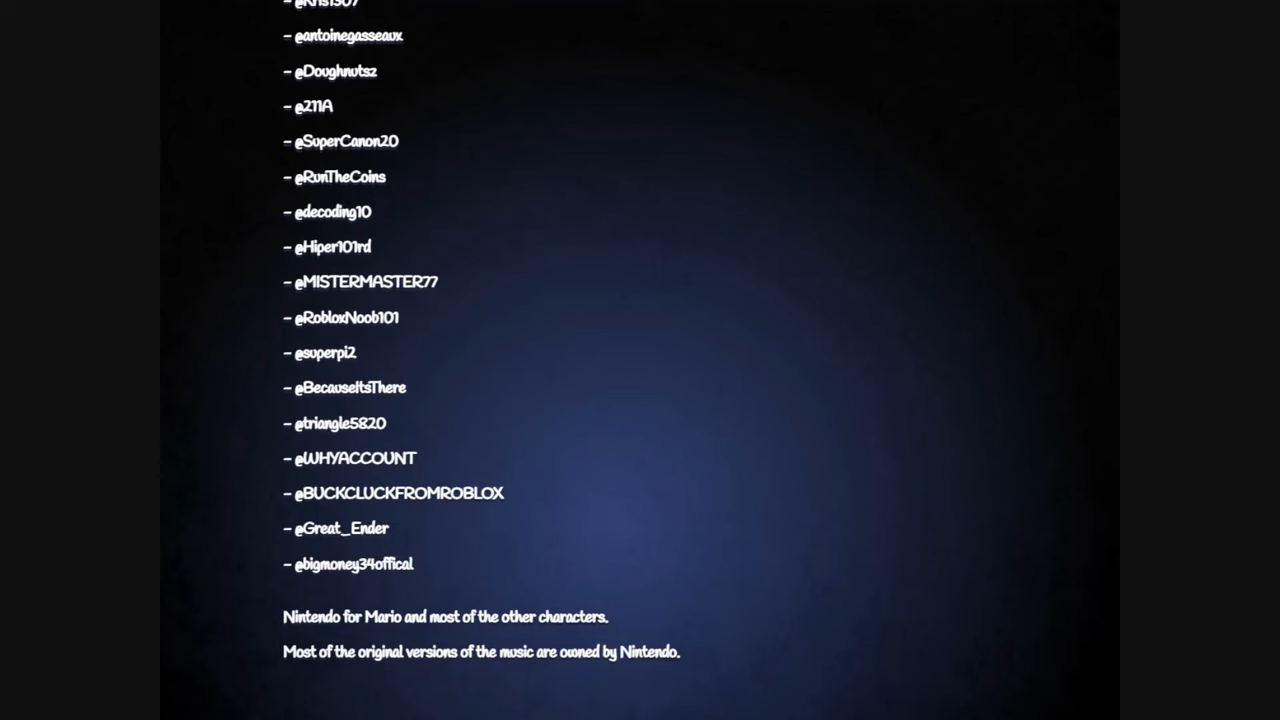 - @Kris1307
- @antoinegasseaux
- @Doughnutsz
- @211A
- @SuperCanon20
- @RunTheCoins
- @decoding10
- @Hiper101rd
- @MISTERMASTER77
- @RobloxNoob101
- @superpi2
- @BecauseItsThere
- @triangle5820
- @WHYACCOUNT
- @BUCKCLUCKFROMROBLOX
- @Great_Ender
- @bigmoney34offical
Nintendo for Mario and most of the other characters.
Most of the original versions of the music are owned by Nintendo.